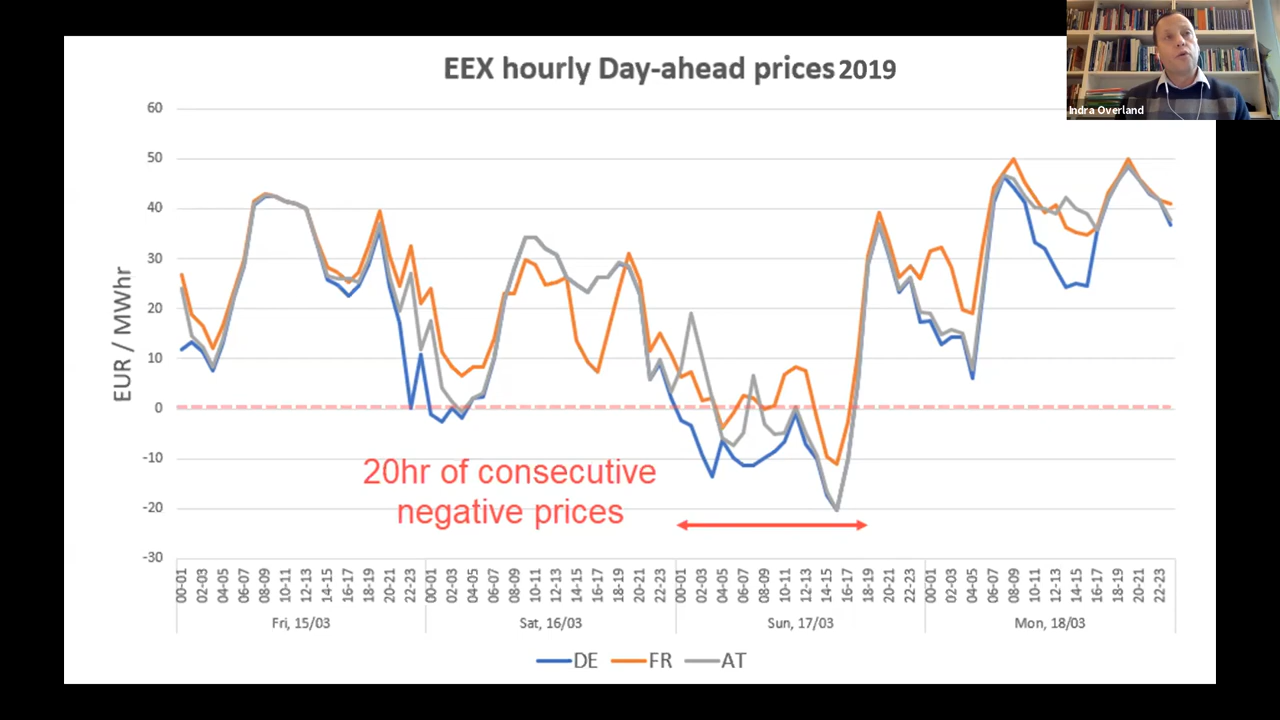 EEX hourly Day-ahead prices 2019
Indra Overland
EUR / MWhr
60
50
40
30
20
10
0
-10
-20
-30
20hr of consecutive
negative prices
00-01 02-03 04-05 06-07 08-09 10-11 12-13 14-15 16-17 18-19 20-21 22-23 00-01 02-03 04-05 06-07 08-09 10-11 12-13 14-15 16-17 18-19 20-21 22-23 00-01 02-03 04-05 06-07 08-09 10-11 12-13 14-15 16-17 18-19 20-21 22-23 00-01 02-03 04-05 06-07 08-09 10-11 12-13 14-15 16-17 18-19 20-21 22-23
Fri, 15/03 Sat, 16/03 Sun, 17/03 Mon, 18/03
DE FR AT